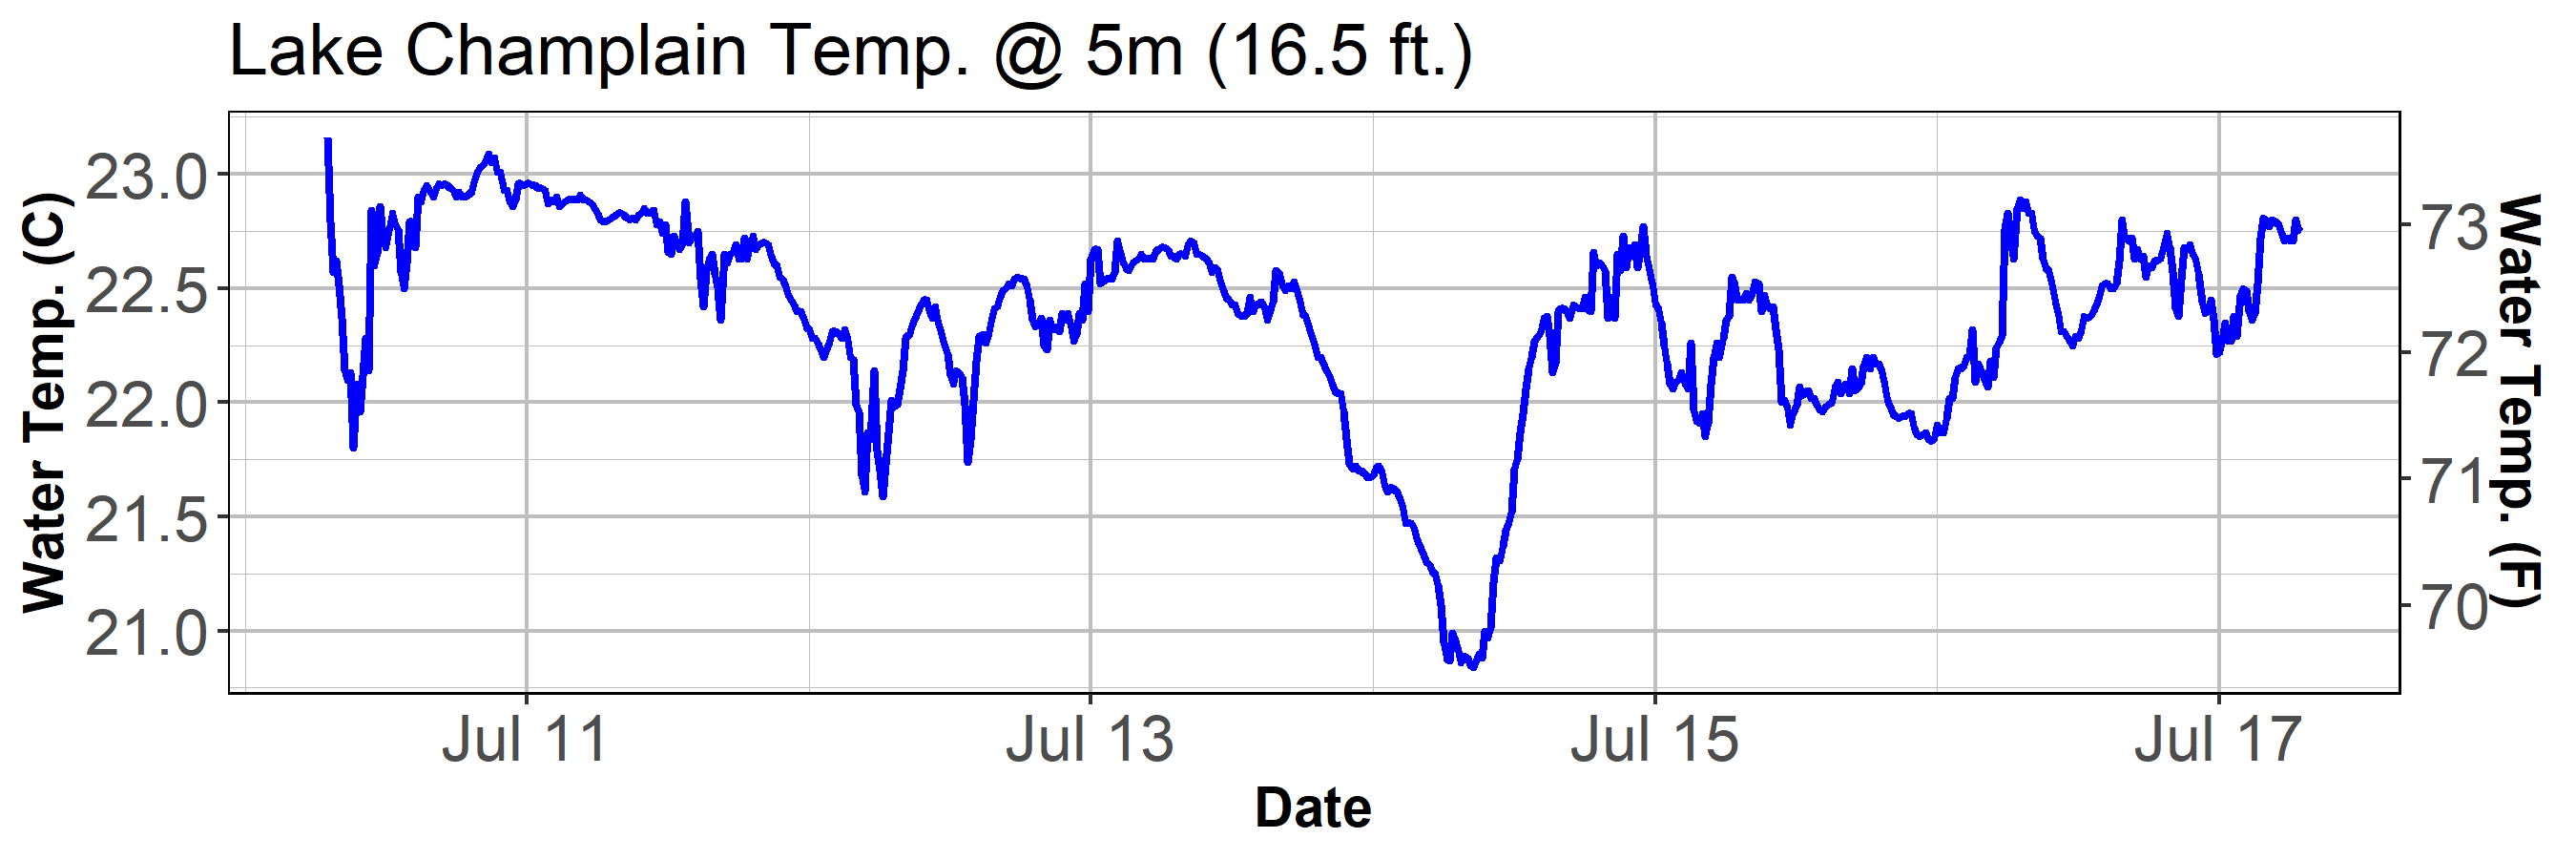 Lake Champlain Temp. @ 5m (16.5 ft.)
Water Temp. (C)
23.0
22.5
22.0
21.5
21.0
73
72
71
70
Water Temp. (F)
Jul 11
Jul 13
Jul 15
Jul 17
Date